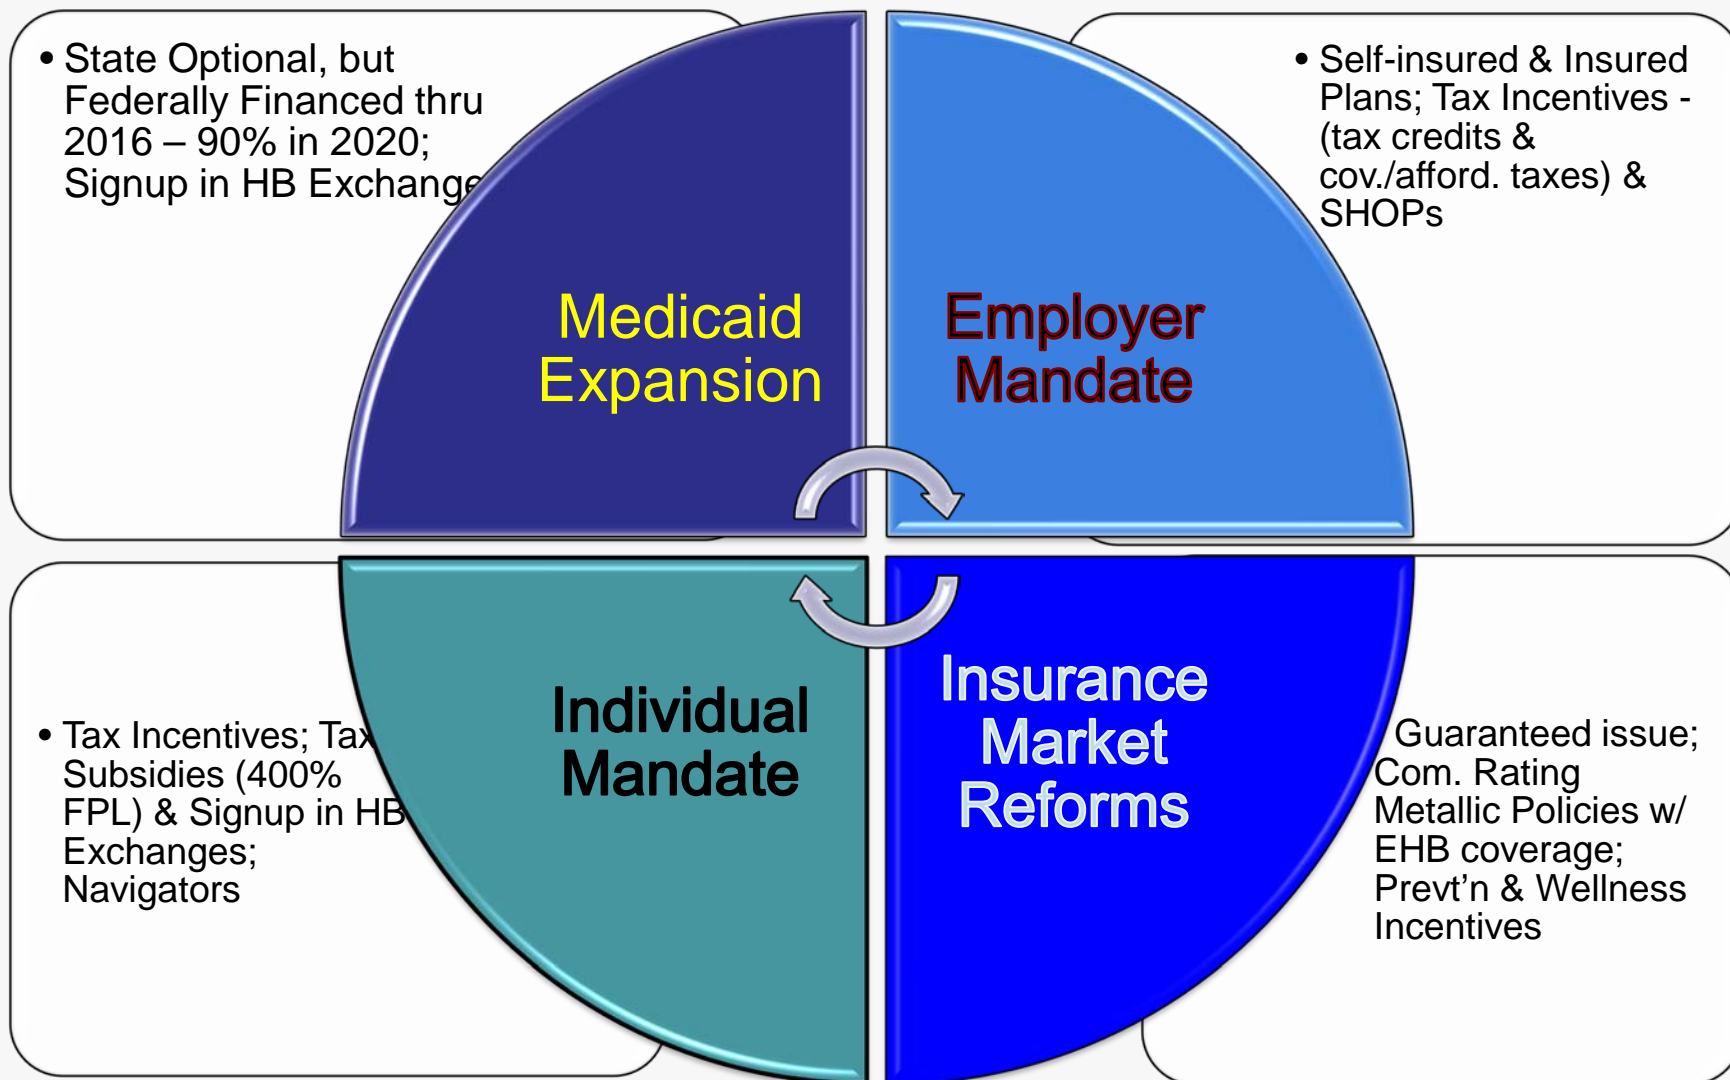 • State Optional, but
Federally Financed thru
2016 – 90% in 2020;
Signup in HB Exchange
Medicaid
Expansion
Employer
Mandate
• Self-insured & Insured
Plans; Tax Incentives -
(tax credits &
cov./afford. taxes) &
SHOPs
• Tax Incentives; Tax
Subsidies (400%
FPL) & Signup in HB
Exchanges;
Navigators
Individual
Mandate
Insurance
Market
Reforms
Guaranteed issue;
Com. Rating
Metallic Policies w/
EHB coverage;
Prevt’n & Wellness
Incentives